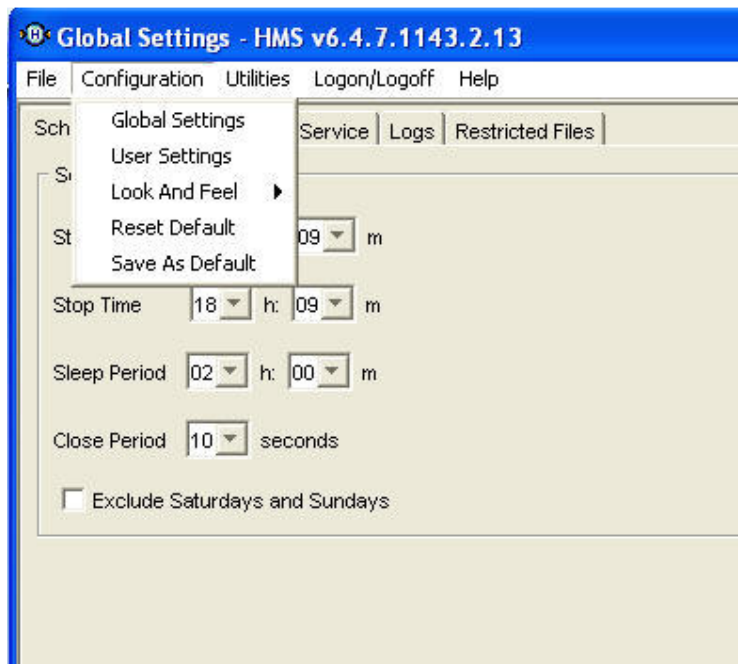 Global Settings - HMS v6.4.7.1143.2.13
File Configuration Utilities Logon/Logoff Help
Global Settings
User Settings
Look And Feel
Reset Default
Save As Default
Sch Service Logs Restricted Files
St 09 m
Stop Time 18 h: 09 m
Sleep Period 02 h: 00 m
Close Period 10 seconds
Exclude Saturdays and Sundays